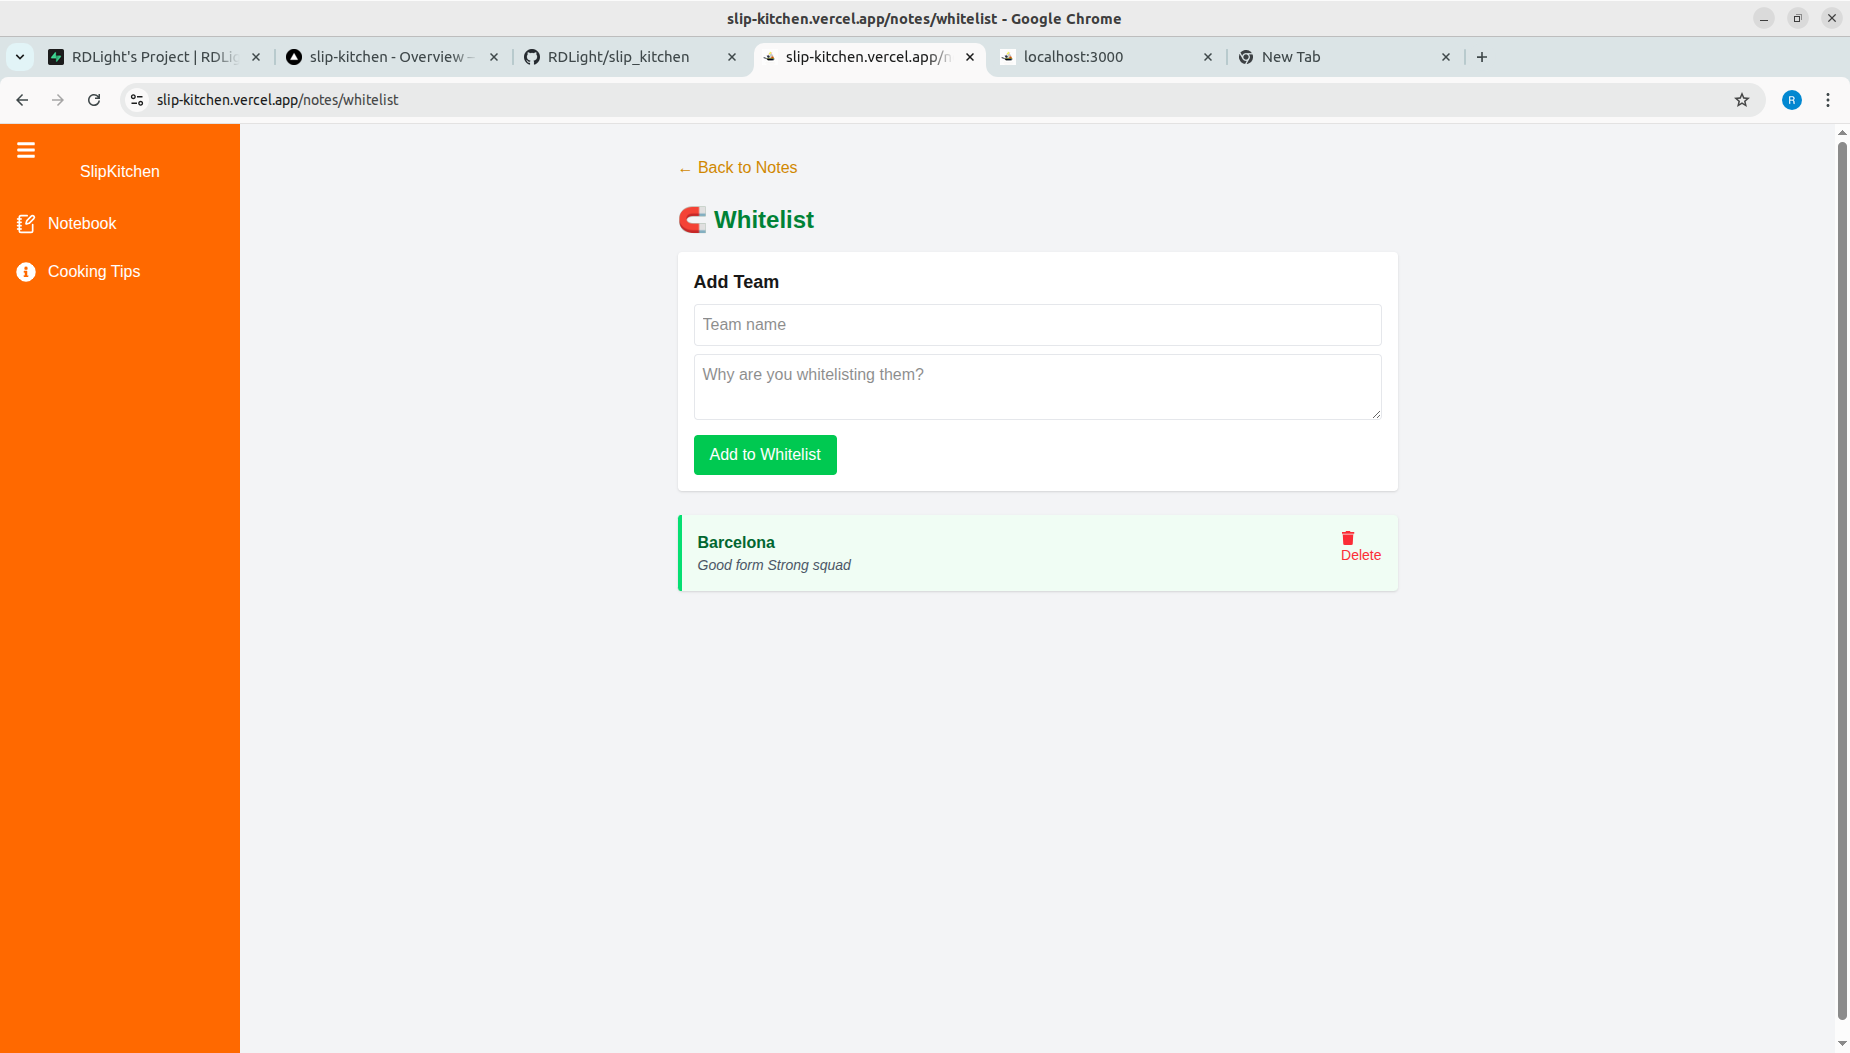 slip-kitchen.vercel.app/notes/whitelist - Google Chrome
RDLight's Project | RDLig
slip-kitchen - Overview –
RDLight/slip_kitchen
slip-kitchen.vercel.app/n
localhost:3000
New Tab
slip-kitchen.vercel.app/notes/whitelist
R
SlipKitchen
Notebook
Cooking Tips
← Back to Notes
Whitelist
Add Team
Team name
Why are you whitelisting them?
Add to Whitelist
Barcelona
Good form Strong squad
Delete